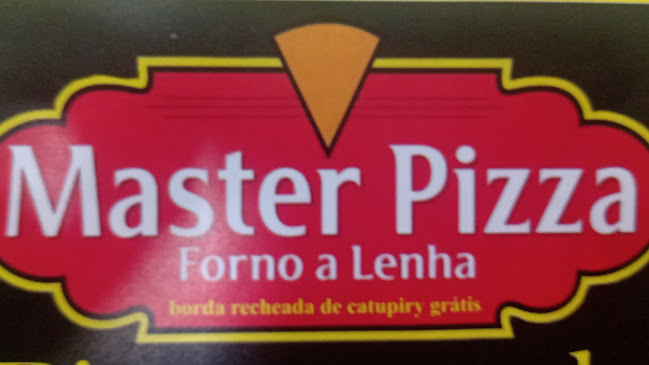 Master Pizza
Forno a Lenha
borda recheada de catupiry grátis